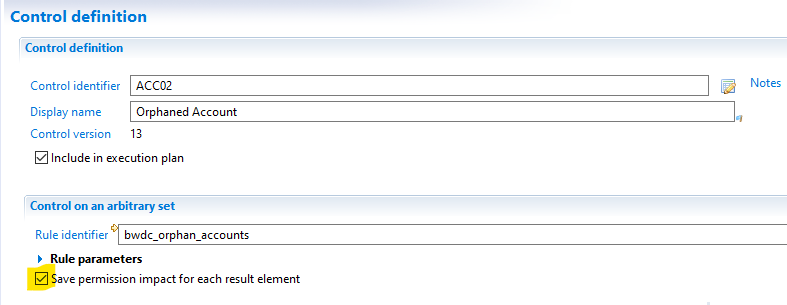 Control definition
Control definition
Control identifier ACC02 Notes
Display name Orphaned Account
Control version 13
Include in execution plan
Control on an arbitrary set
Rule identifier bwdc_orphan_accounts
Rule parameters
Save permission impact for each result element